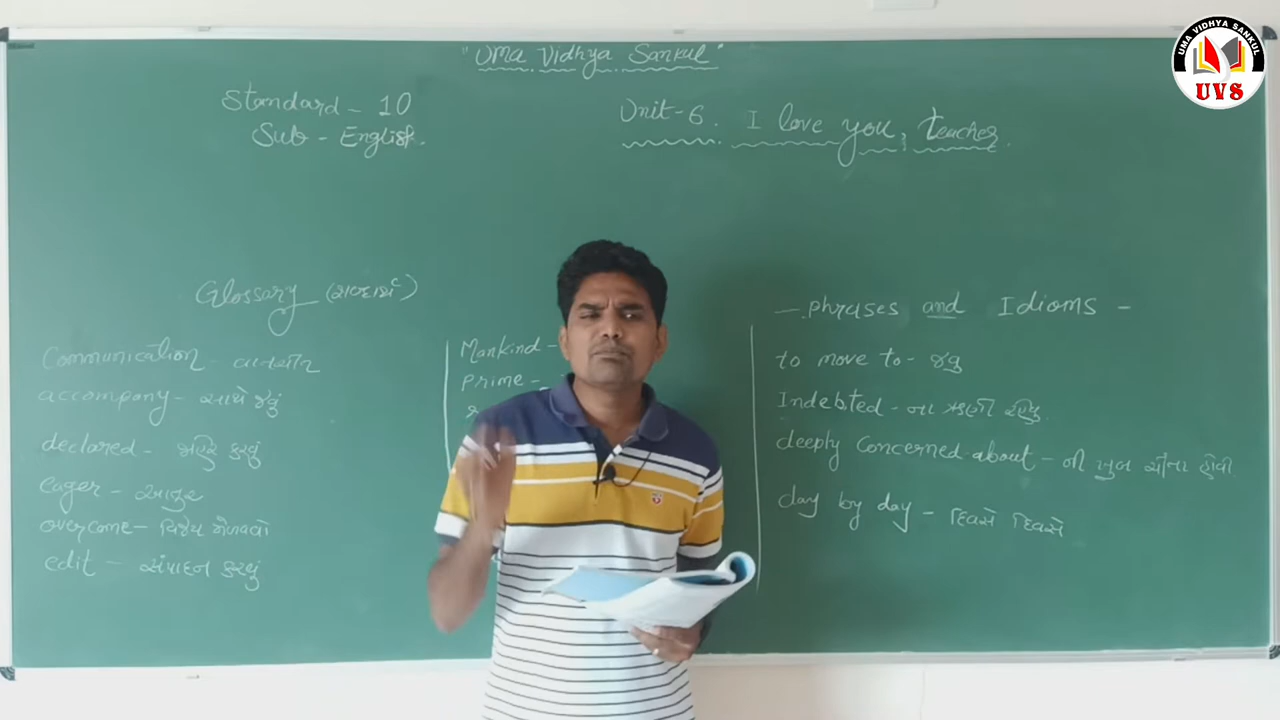 "Uma Vidhya Sankul"
UMA VIDHYA SANKUL
UVS
Standard - 10
Sub - English.
Unit-6. I love you, teacher.
Glossary (શબ્દાર્થ)
Communication - વાતચીત
accompany - સાથે જવું
declared - જાહેર કરવું
eager - આતુર
overcome - વિજય મેળવવો
edit - સંપાદન કરવું
Mankind -
Prime -
- Phrases and Idioms -
to move to - જવુ
Indebted - ના ઋણી રહેવુ.
deeply Concerned about - ની ખુબ ચીંતા હોવી.
day by day - દિવસે દિવસે